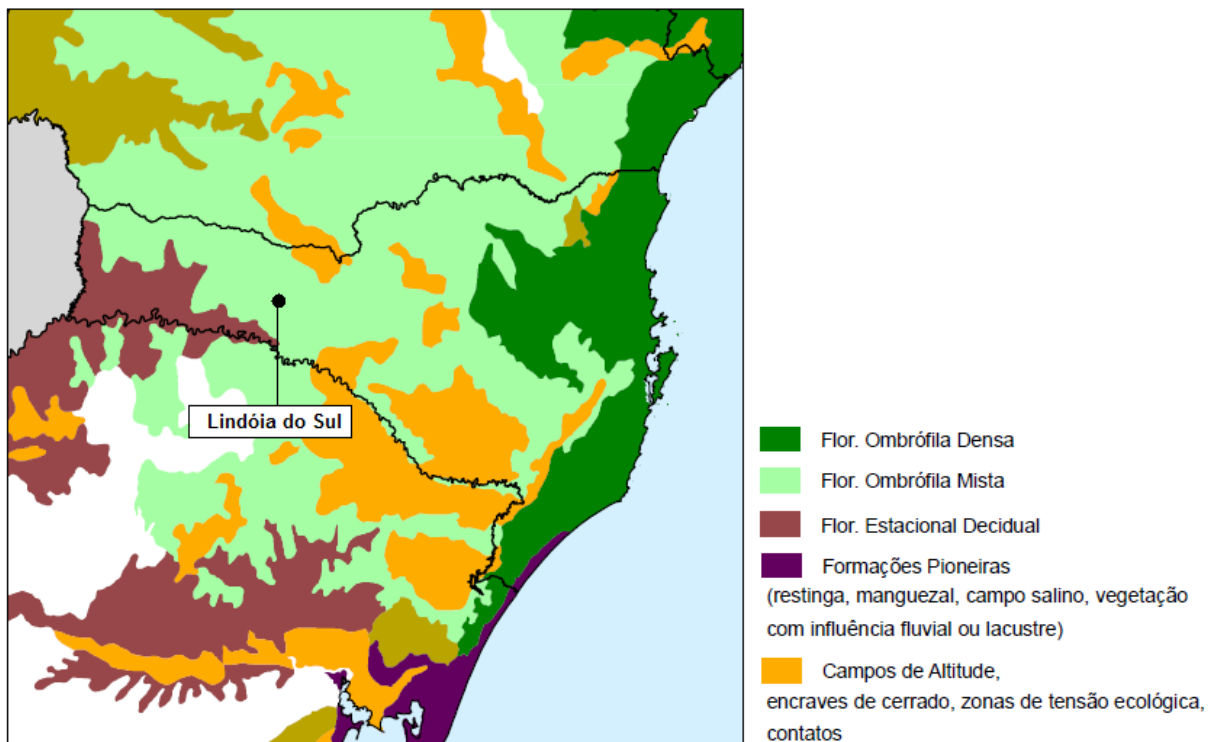 Lindóia do Sul
Flor. Ombrófila Densa
Flor. Ombrófila Mista
Flor. Estacional Decidual
Formações Pioneiras
(restinga, manguezal, campo salino, vegetação
com influência fluvial ou lacustre)
Campos de Altitude,
encraves de cerrado, zonas de tensão ecológica,
contatos